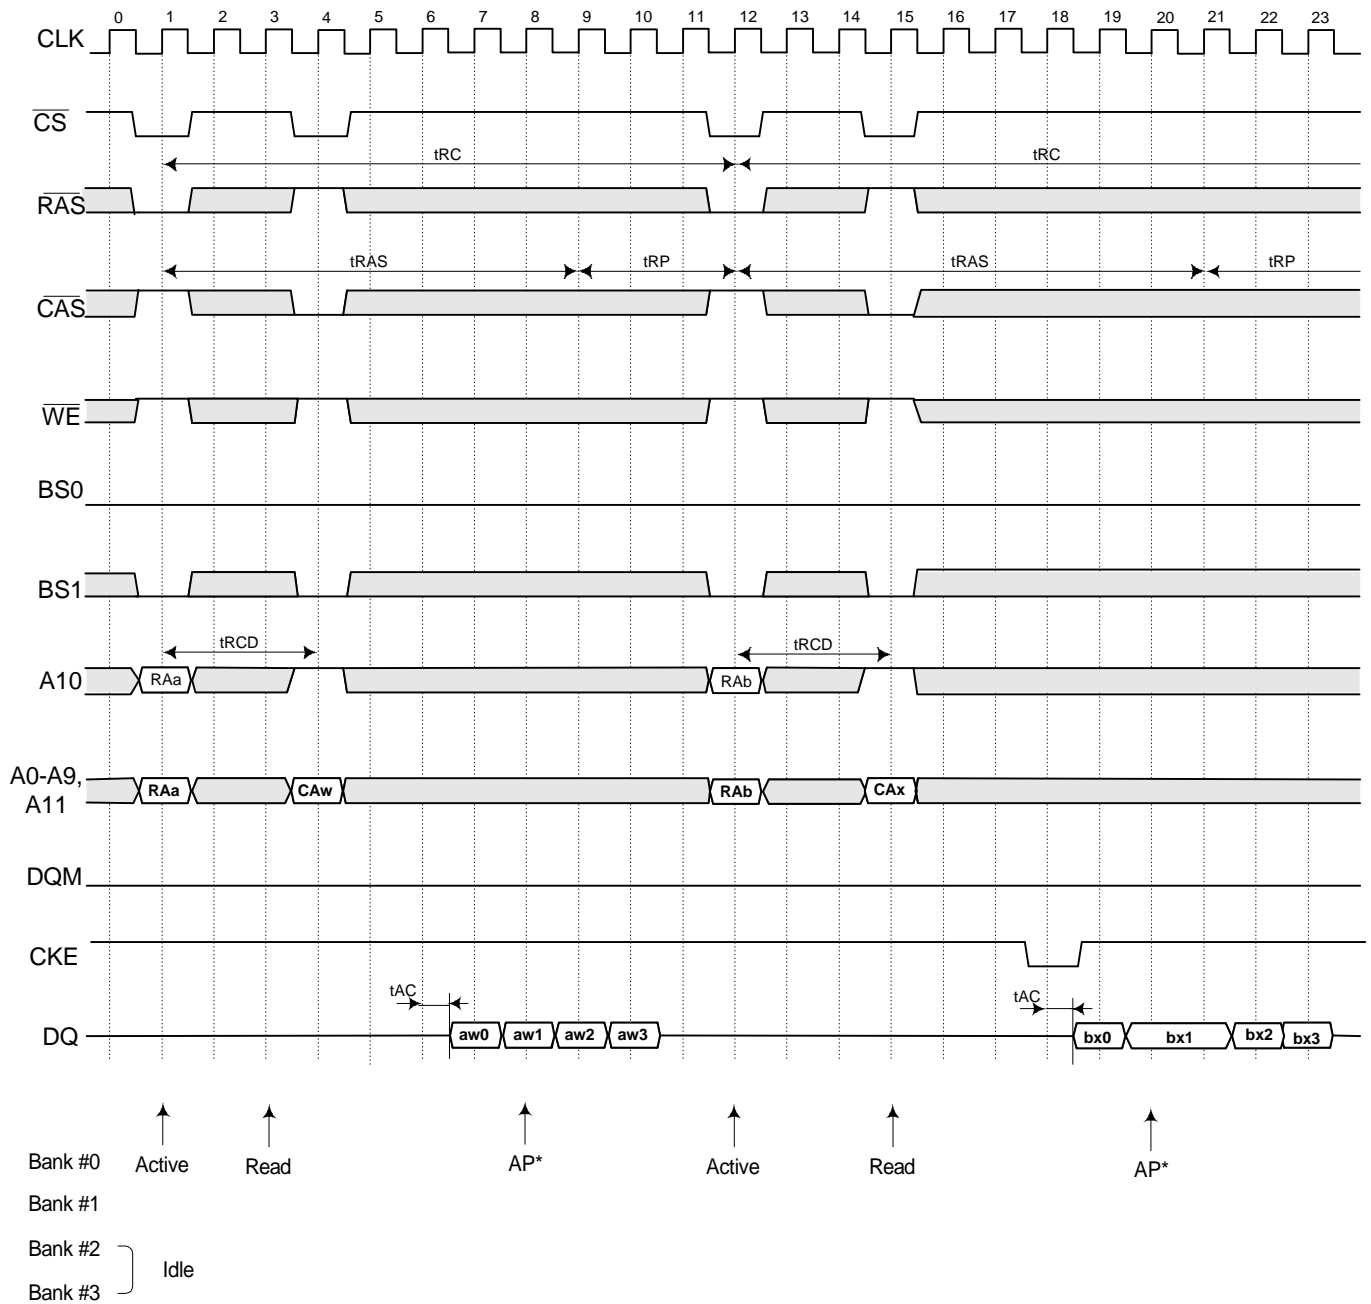 0 1 2 3 4 5 6 7 8 9 10 11 12 13 14 15 16 17 18 19 20 21 22 23
CLK
CS
tRC tRC
RAS
tRAS tRP tRAS tRP
CAS
WE
BS0
BS1
tRCD tRCD
A10 RAa RAb
A0-A9,
A11 RAa CAw RAb CAx
DQM
CKE
tAC tAC
DQ aw0 aw1 aw2 aw3 bx0 bx1 bx2 bx3
Bank #0 Active Read AP* Active Read AP*
Bank #1
Bank #2
Idle
Bank #3